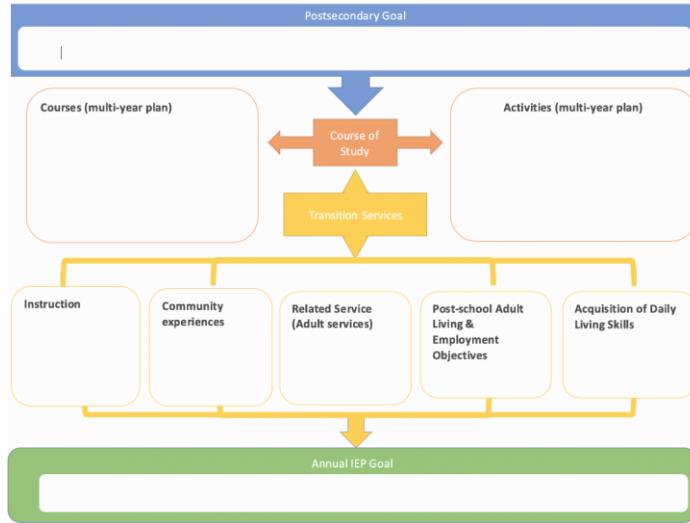 Postsecondary Goal
Courses (multi-year plan)
Activities (multi-year plan)
Course of
Study
Transition Services
Instruction
Community
experiences
Related Service
(Adult services)
Post-school Adult
Living &
Employment
Objectives
Acquisition of Daily
Living Skills
Annual IEP Goal